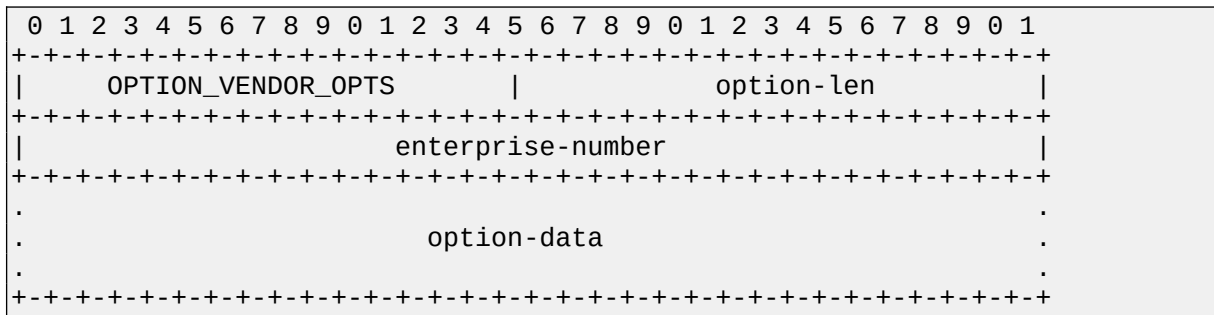 0 1 2 3 4 5 6 7 8 9 0 1 2 3 4 5 6 7 8 9 0 1 2 3 4 5 6 7 8 9 0 1
+-+-+-+-+-+-+-+-+-+-+-+-+-+-+-+-+-+-+-+-+-+-+-+-+-+-+-+-+-+-+-+-+
|      OPTION_VENDOR_OPTS       |            option-len         |
+-+-+-+-+-+-+-+-+-+-+-+-+-+-+-+-+-+-+-+-+-+-+-+-+-+-+-+-+-+-+-+-+
|                       enterprise-number                       |
+-+-+-+-+-+-+-+-+-+-+-+-+-+-+-+-+-+-+-+-+-+-+-+-+-+-+-+-+-+-+-+-+
.                                                               .
.                         option-data                           .
.                                                               .
+-+-+-+-+-+-+-+-+-+-+-+-+-+-+-+-+-+-+-+-+-+-+-+-+-+-+-+-+-+-+-+-+